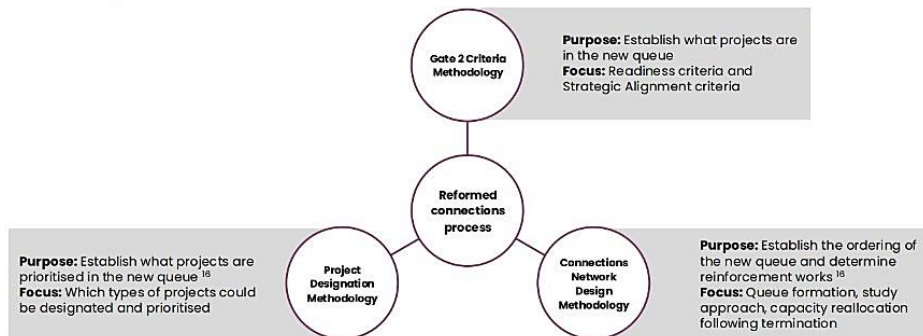 Gate 2 Criteria
Methodology
Purpose: Establish what projects are
in the new queue
Focus: Readiness criteria and
Strategic Alignment criteria
Reformed
connections
process
Purpose: Establish what projects are
prioritised in the new queue 16
Focus: Which types of projects could
be designated and prioritised
Project
Designation
Methodology
Connections
Network
Design
Methodology
Purpose: Establish the ordering of
the new queue and determine
reinforcement works 16
Focus: Queue formation, study
approach, capacity reallocation
following termination